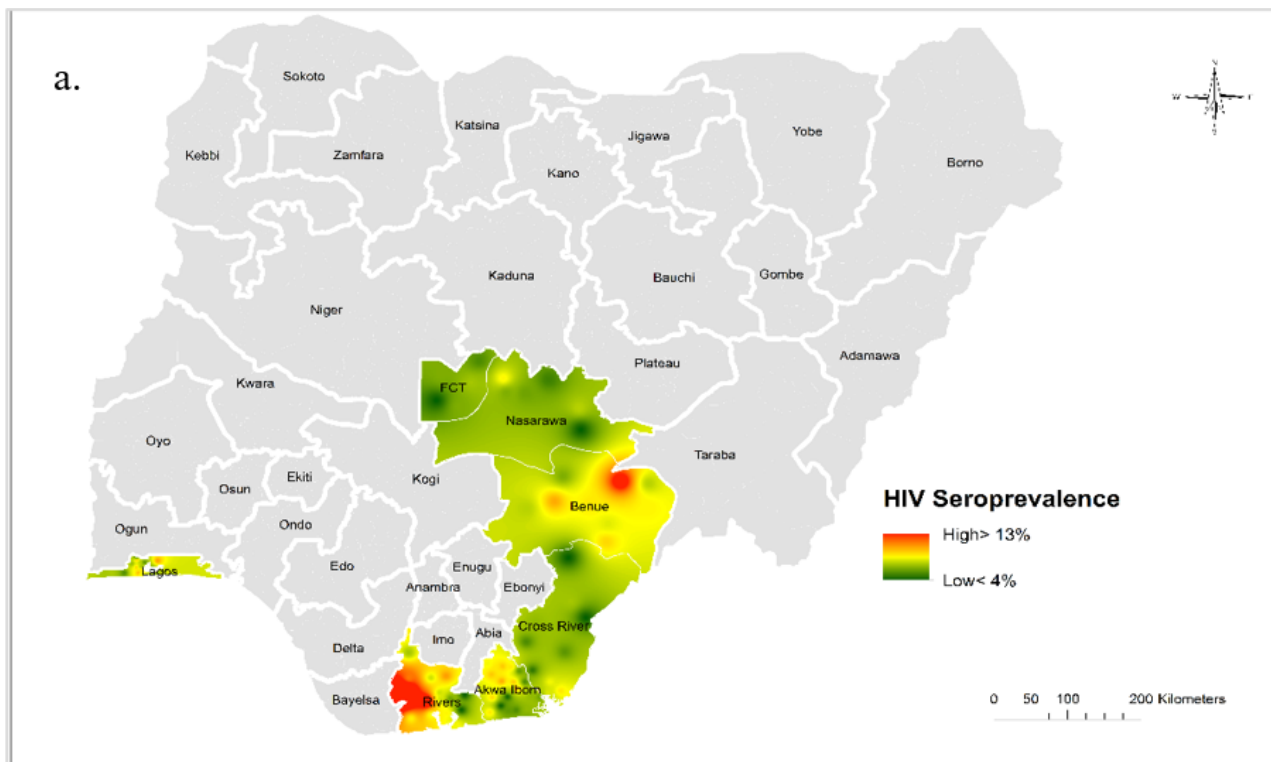 a.
Sokoto
Kebbi
Zamfara
Katsina
Kano
Jigawa
Yobe
Borno
Niger
Kaduna
Bauchi
Gombe
Adamawa
Plateau
Kwara
FCT
Nasarawa
Taraba
Oyo
Osun
Ekiti
Kogi
Benue
Ogun
Ondo
Lagos
Edo
Enugu
Anambra
Ebonyi
Delta
Imo
Abia
Cross River
Bayelsa
Rivers
Akwa Ibom
N
W
HIV Seroprevalence
High> 13%
Low< 4%
0 50 100 200 Kilometers